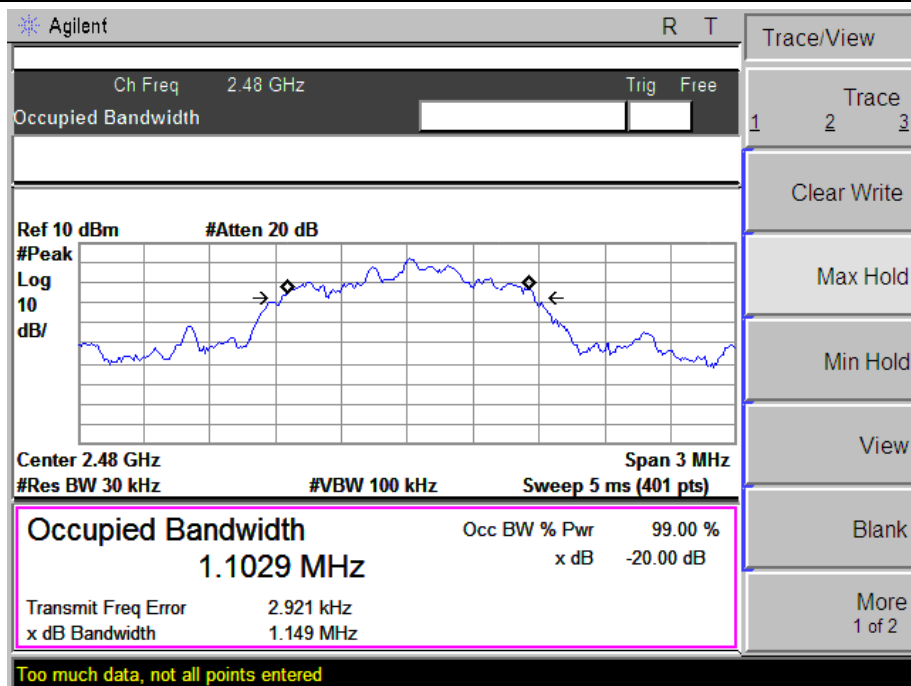 Agilent R T
Ch Freq 2.48 GHz Trig Free
Occupied Bandwidth
Ref 10 dBm #Atten 20 dB
#Peak
Log
10
dB/
Center 2.48 GHz Span 3 MHz
#Res BW 30 kHz #VBW 100 kHz Sweep 5 ms (401 pts)
Occupied Bandwidth Occ BW % Pwr 99.00 %
1.1029 MHz x dB -20.00 dB
Transmit Freq Error 2.921 kHz
x dB Bandwidth 1.149 MHz
Too much data, not all points entered
Trace/View
Trace
1 2 3
Clear Write
Max Hold
Min Hold
View
Blank
More
1 of 2